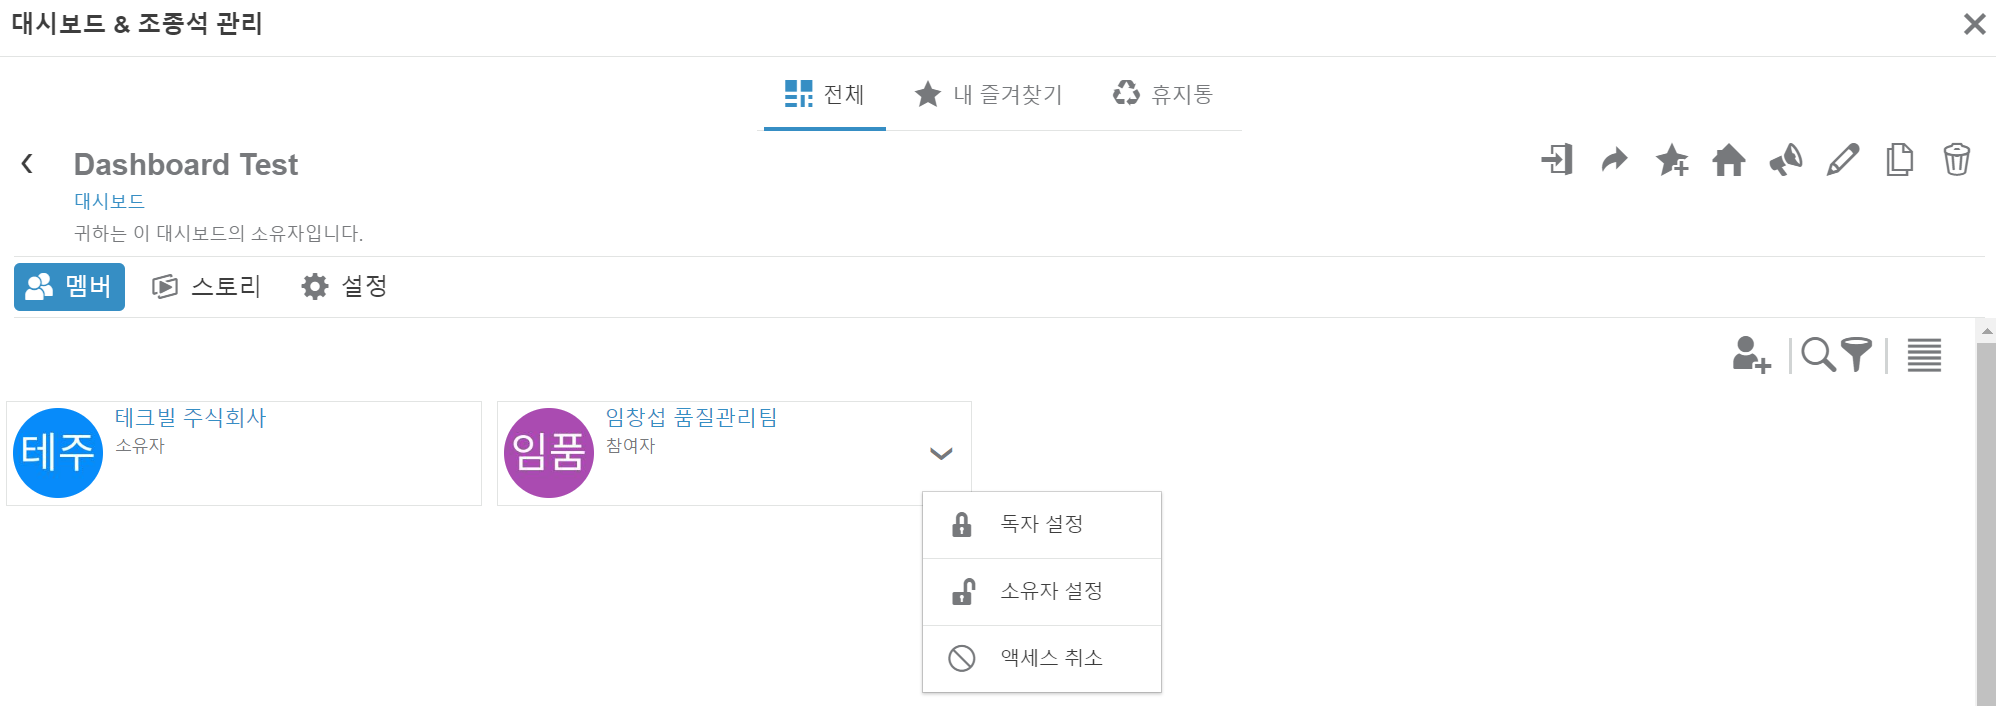 대시보드 & 조종석 관리
전체 내 즐겨찾기 휴지통
Dashboard Test
대시보드
귀하는 이 대시보드의 소유자입니다.
멤버 스토리 설정
테주 테크빌 주식회사
소유자
임품 임창섭 품질관리팀
참여자
독자 설정
소유자 설정
액세스 취소